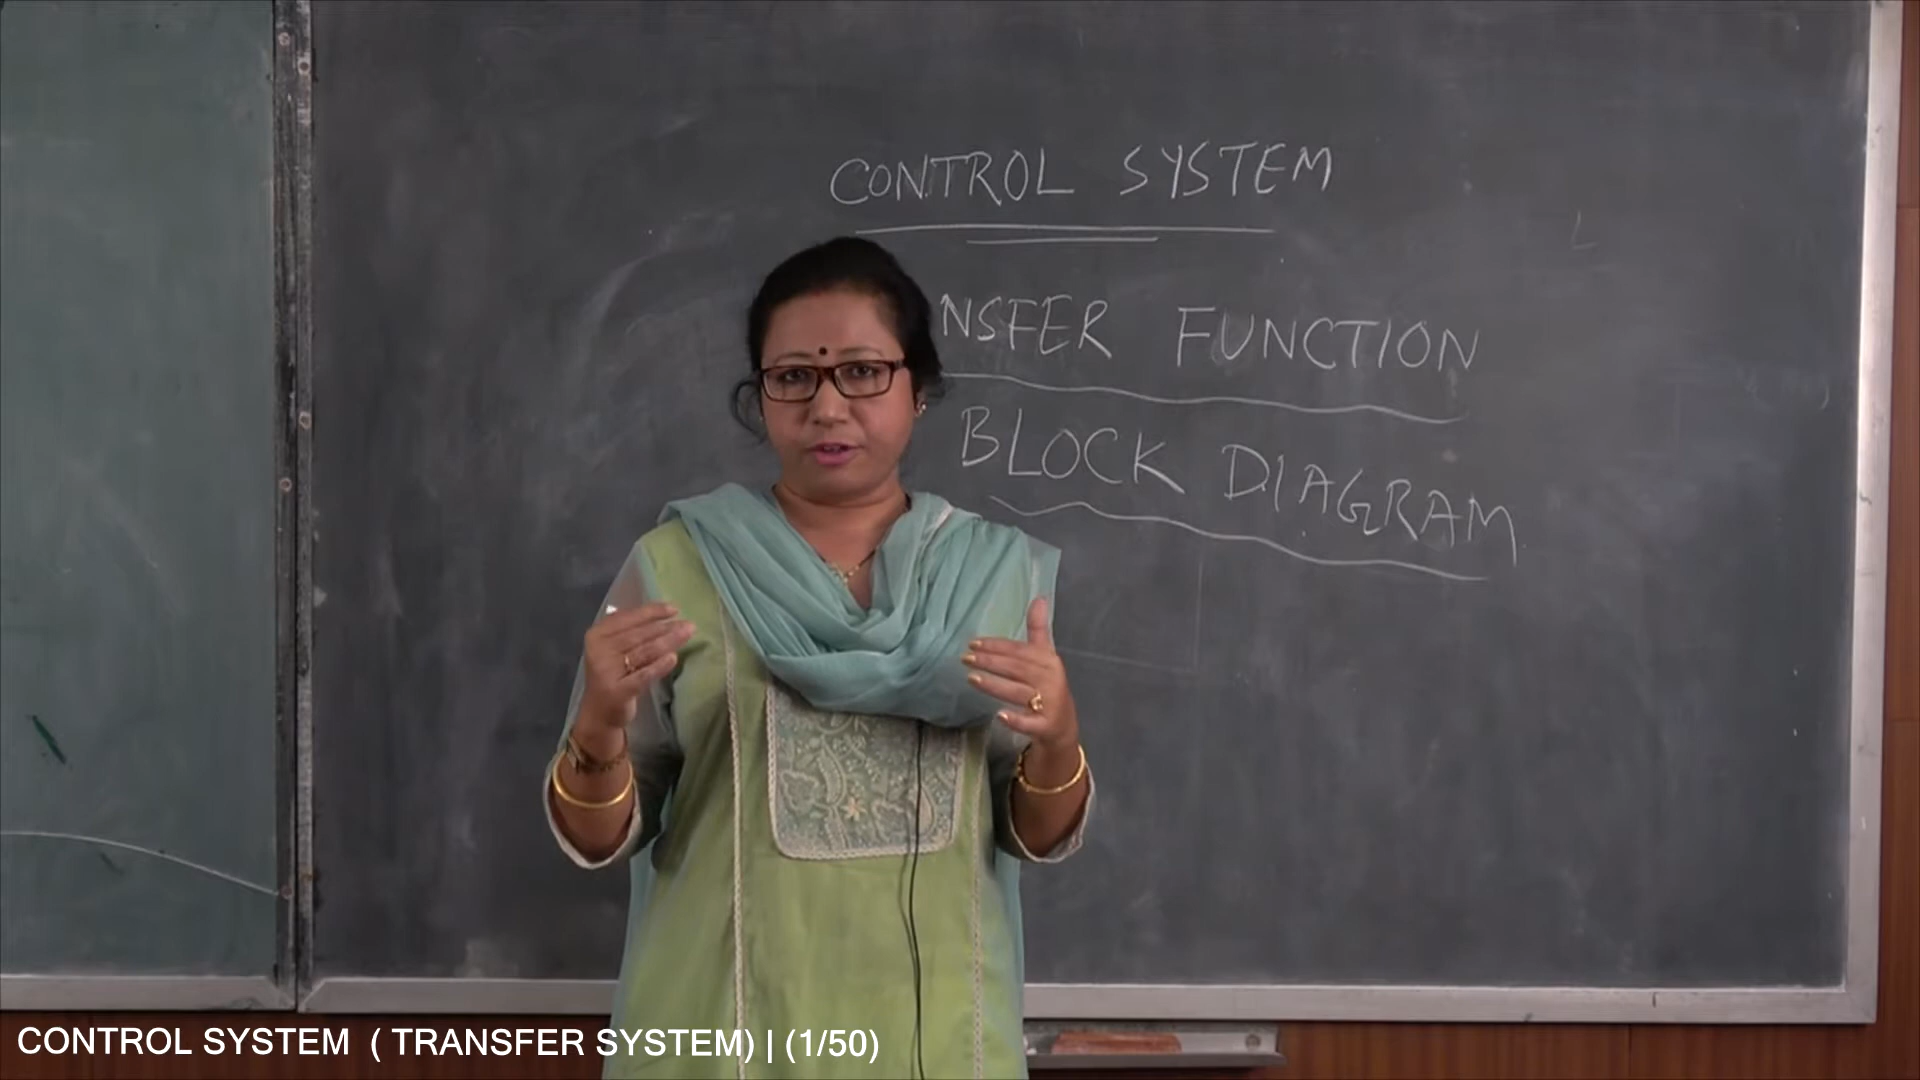 CONTROL SYSTEM
NSFER FUNCTION
BLOCK DIAGRAM
CONTROL SYSTEM ( TRANSFER SYSTEM) | (1/50)